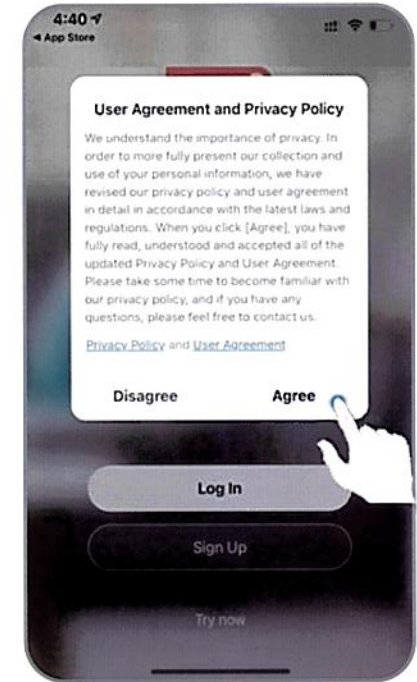 4:40
App Store
User Agreement and Privacy Policy
We understand the importance of privacy. In
order to more fully present our collection and
use of your personal information, we have
revised our privacy policy and user agreement
in detail in accordance with the latest laws and
regulations. When you click [Agree], you have
fully read, understood and accepted all of the
updated Privacy Policy and User Agreement.
Please take some time to become familiar with
our privacy policy, and if you have any
questions, please feel free to contact us.
Privacy Policy and User Agreement
Disagree Agree
Log In
Sign Up
Try now